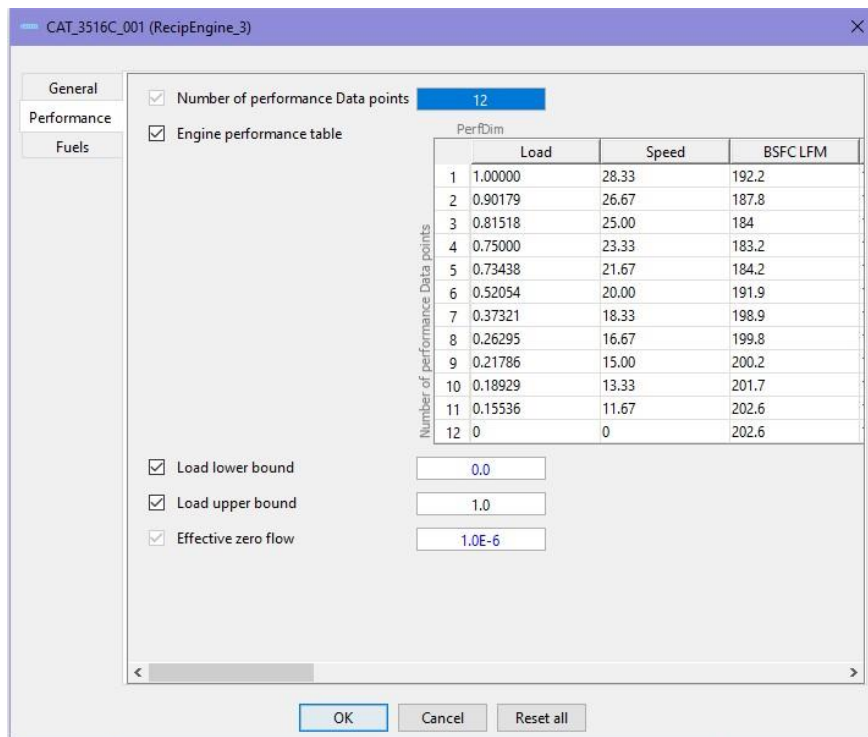 CAT_3516C_001 (RecipEngine_3)
General
Performance
Fuels
Number of performance Data points 12
Engine performance table
PerfDim
Number of performance Data points
Load Speed BSFC LFM
1 1.00000 28.33 192.2
2 0.90179 26.67 187.8
3 0.81518 25.00 184
4 0.75000 23.33 183.2
5 0.73438 21.67 184.2
6 0.52054 20.00 191.9
7 0.37321 18.33 198.9
8 0.26295 16.67 199.8
9 0.21786 15.00 200.2
10 0.18929 13.33 201.7
11 0.15536 11.67 202.6
12 0 0 202.6
Load lower bound 0.0
Load upper bound 1.0
Effective zero flow 1.0E-6
OK Cancel Reset all